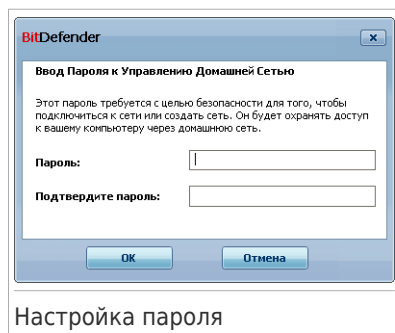 BitDefender
Ввод Пароля к Управлению Домашней Сетью
Этот пароль требуется с целью безопасности для того, чтобы
подключиться к сети или создать сеть. Он будет охранять доступ
к вашему компьютеру через домашнюю сеть.
Пароль:
Подтвердите пароль:
ОК Отмена
Настройка пароля